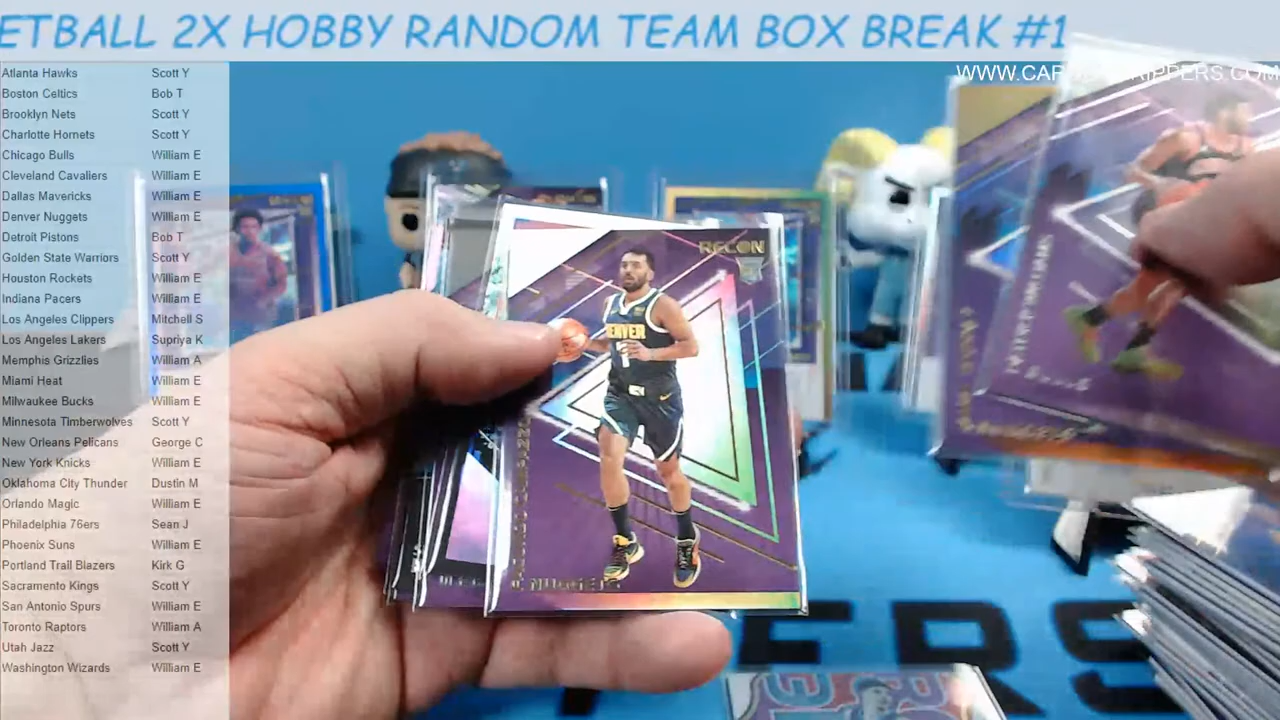 ETBALL 2X HOBBY RANDOM TEAM BOX BREAK #1
Atlanta Hawks Scott Y
Boston Celtics Bob T
Brooklyn Nets Scott Y
Charlotte Hornets Scott Y
Chicago Bulls William E
Cleveland Cavaliers William E
Dallas Mavericks William E
Denver Nuggets William E
Detroit Pistons Bob T
Golden State Warriors Scott Y
Houston Rockets William E
Indiana Pacers William E
Los Angeles Clippers Mitchell S
Los Angeles Lakers Supriya K
Memphis Grizzlies William A
Miami Heat William E
Milwaukee Bucks William E
Minnesota Timberwolves Scott Y
New Orleans Pelicans George C
New York Knicks William E
Oklahoma City Thunder Dustin M
Orlando Magic William E
Philadelphia 76ers Sean J
Phoenix Suns William E
Portland Trail Blazers Kirk G
Sacramento Kings Scott Y
San Antonio Spurs William E
Toronto Raptors William A
Utah Jazz Scott Y
Washington Wizards William E
RECON
DENVER
7
NUGGETS
ERS